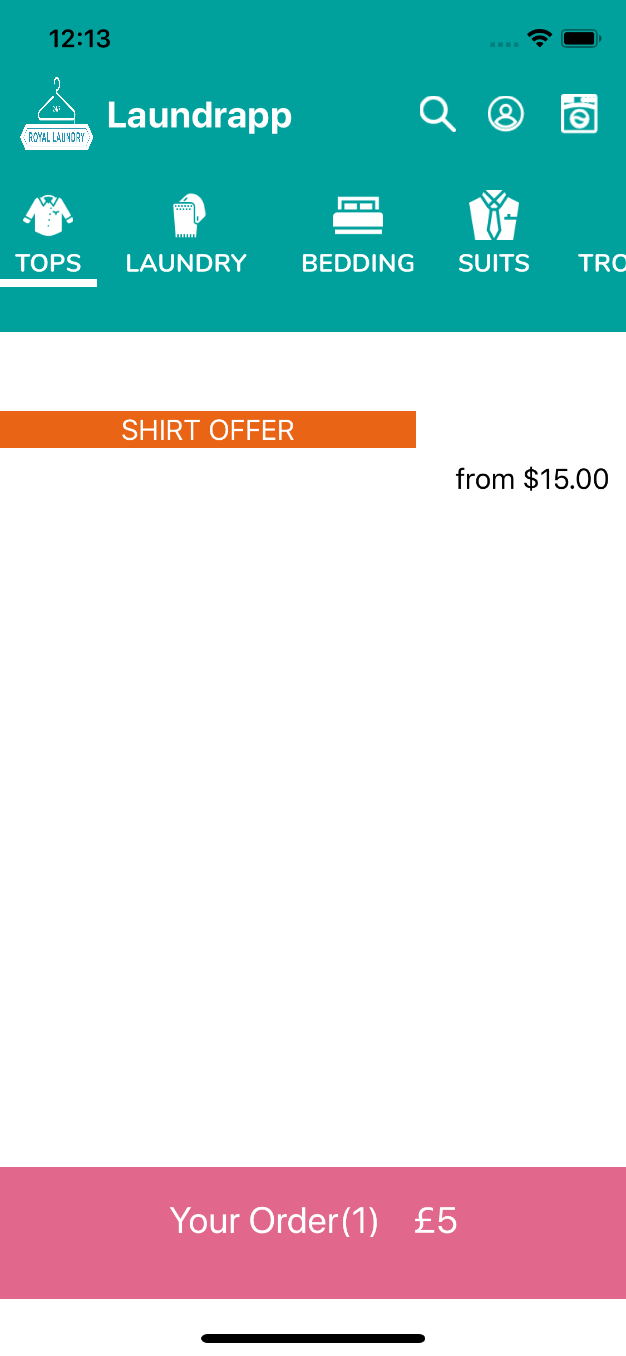 12:13
ROYAL LAUNDRY
Laundrapp
TOPS LAUNDRY BEDDING SUITS TRO
SHIRT OFFER
from $15.00
Your Order(1) £5